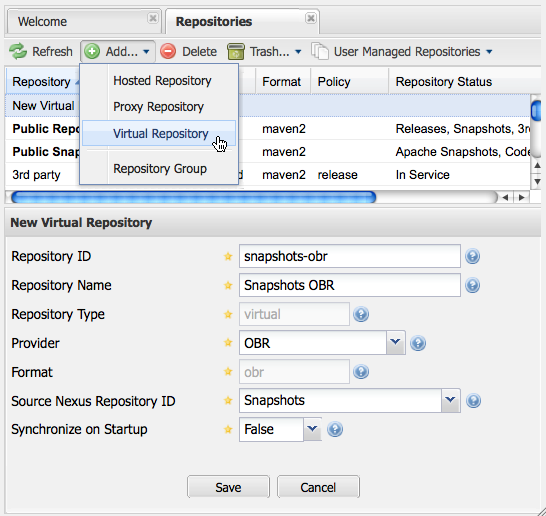 Welcome Repositories
Refresh Add... Delete Trash... User Managed Repositories
Repository Format Policy Repository Status
Hosted Repository
New Virtual
Proxy Repository
Public Repo maven2 Releases, Snapshots, 3r
Virtual Repository
Public Snap maven2 Apache Snapshots, Code
Repository Group
3rd party d maven2 release In Service
New Virtual Repository
Repository ID snapshots-obr
Repository Name Snapshots OBR
Repository Type virtual
Provider OBR
Format obr
Source Nexus Repository ID Snapshots
Synchronize on Startup False
Save Cancel